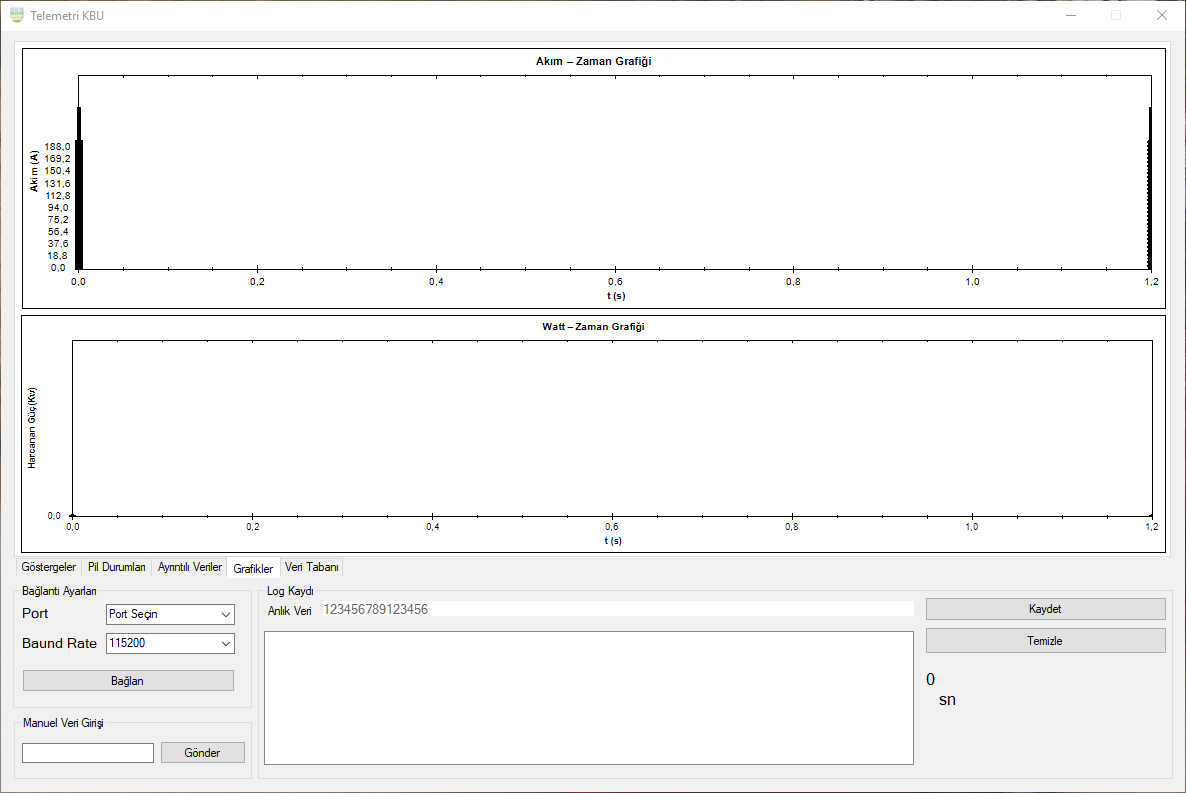 Telemetri KBU
Akım – Zaman Grafiği
Akim (A)
188,0
169,2
150,4
131,6
112,8
94,0
75,2
56,4
37,6
18,8
0,0
0,0 0,2 0,4 0,6 0,8 1,0 1,2
t (s)
Watt – Zaman Grafiği
Harcanan Güç(Kw)
0,0
0,0 0,2 0,4 0,6 0,8 1,0 1,2
t (s)
Göstergeler Pil Durumları Ayrıntılı Veriler Grafikler Veri Tabanı
Bağlantı Ayarları
Port Port Seçin
Baund Rate 115200
Bağlan
Manuel Veri Girişi
Gönder
Log Kaydı
Anlık Veri 123456789123456
Kaydet
Temizle
0
sn